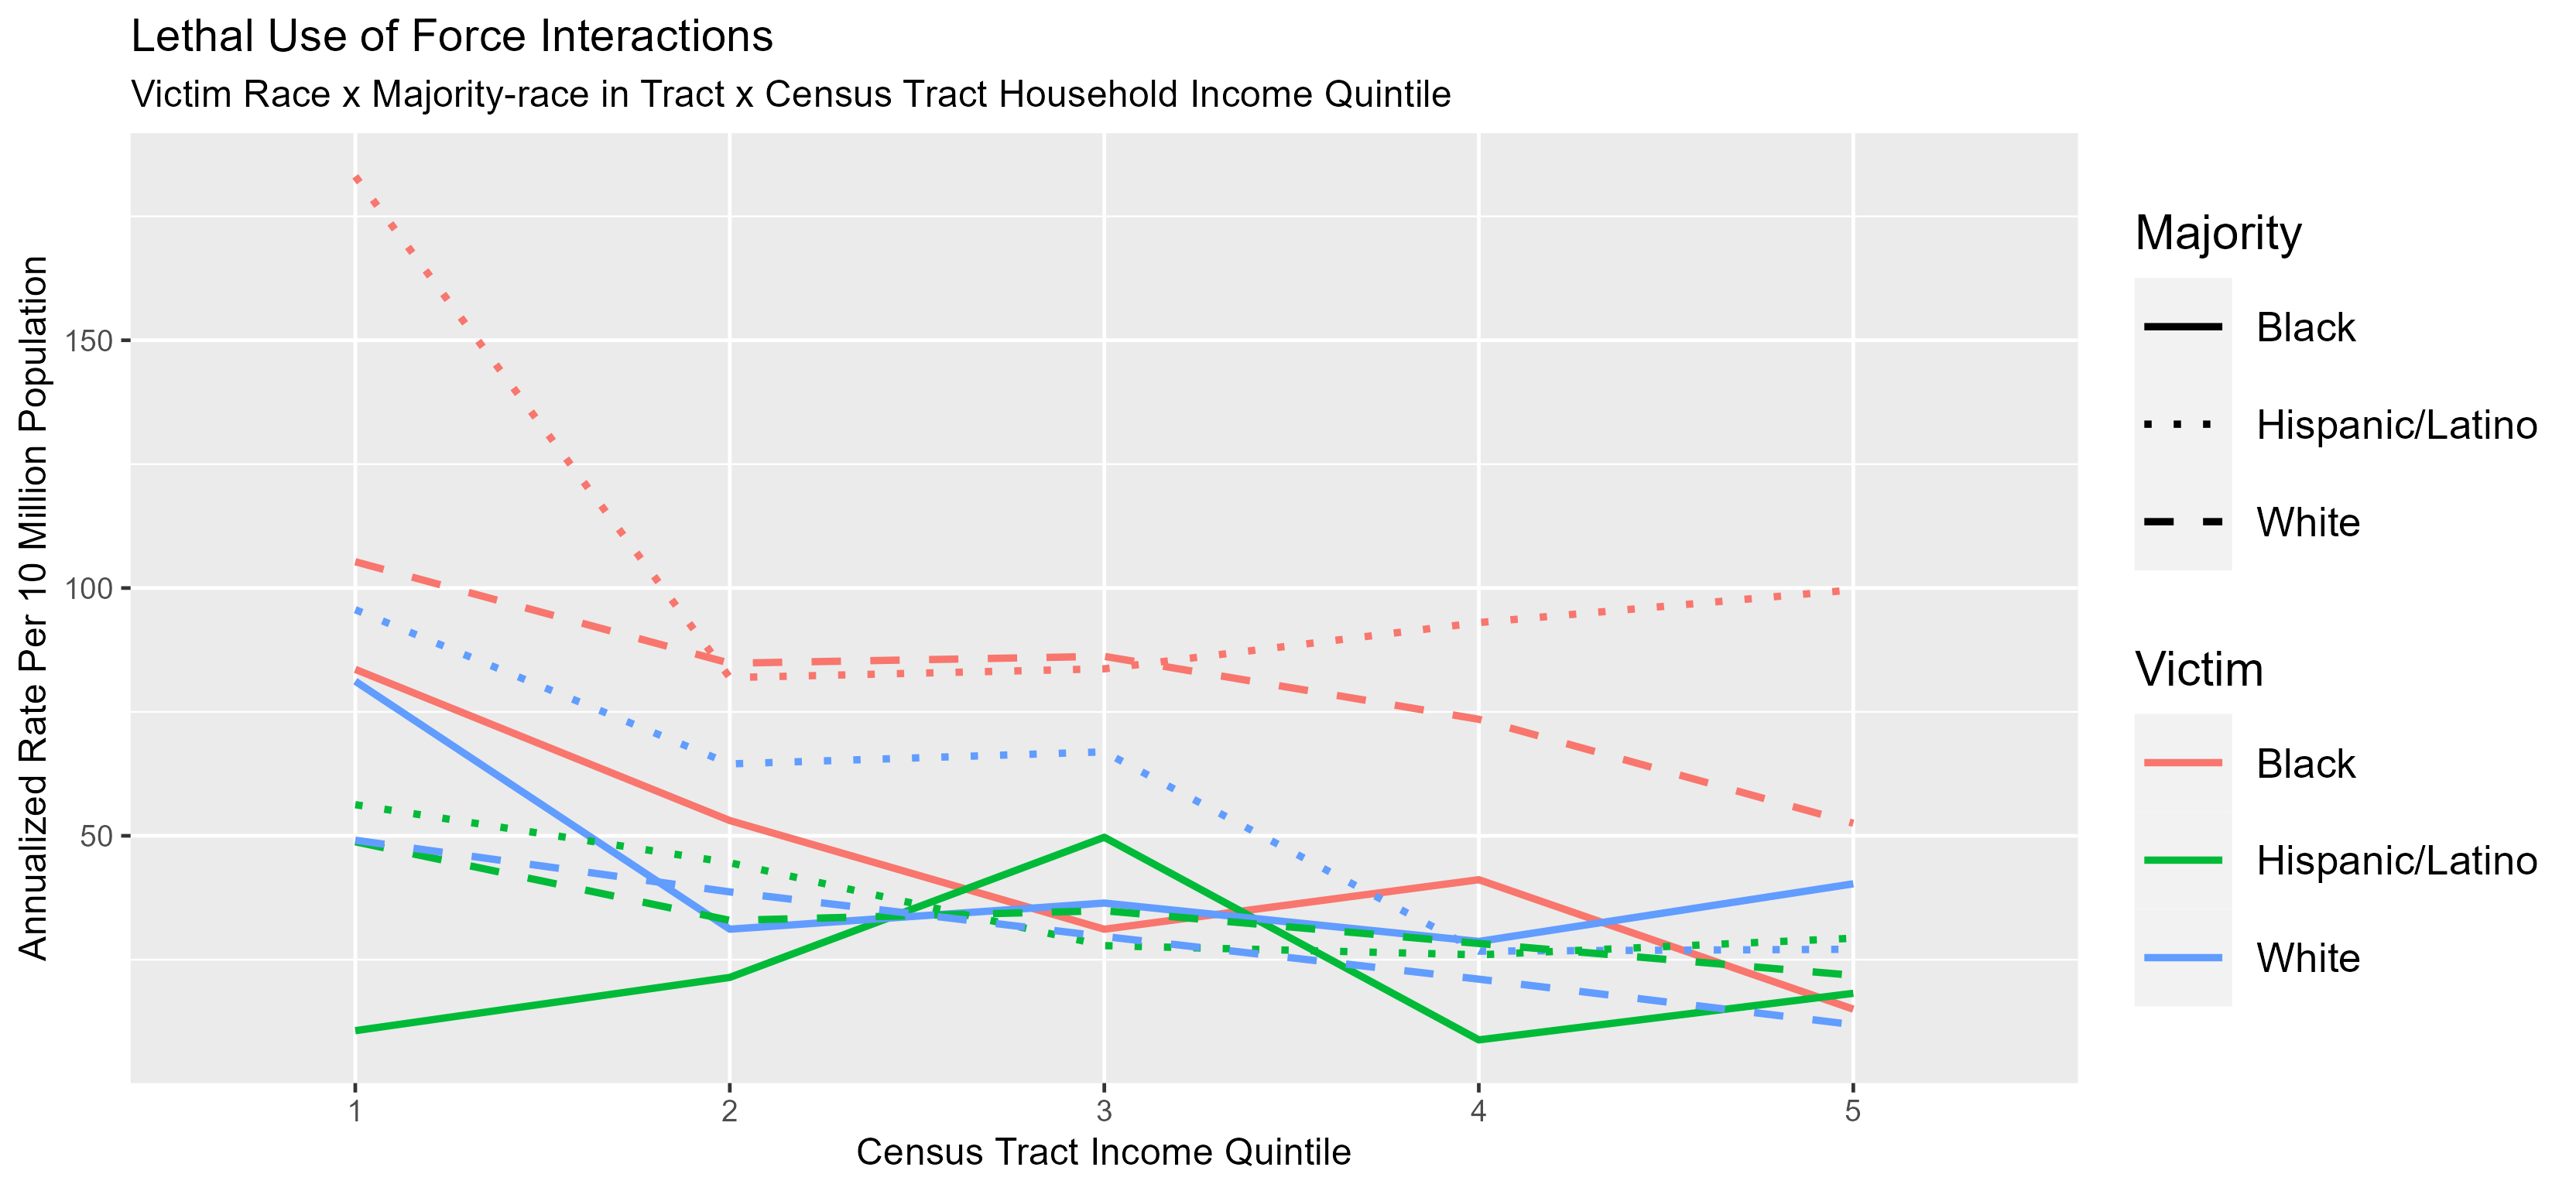 Lethal Use of Force Interactions
Victim Race x Majority-race in Tract x Census Tract Household Income Quintile
Annualized Rate Per 10 Million Population
150
100
50
1 2 3 4 5
Census Tract Income Quintile
Majority
Black
Hispanic/Latino
White
Victim
Black
Hispanic/Latino
White